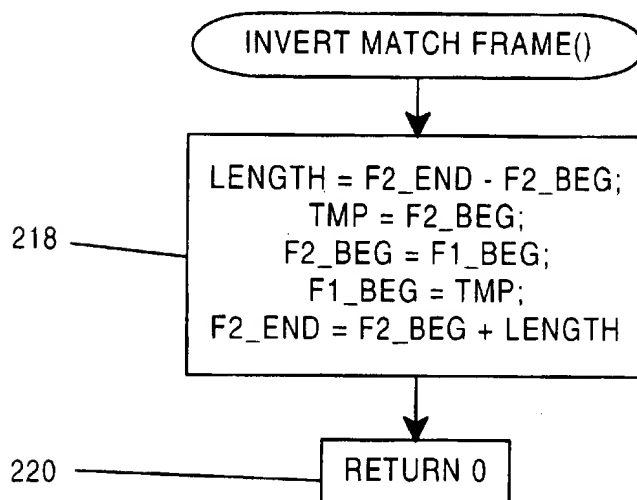 INVERT MATCH FRAME()
LENGTH = F2_END - F2_BEG;
TMP = F2_BEG;
F2_BEG = F1_BEG;
F1_BEG = TMP;
F2_END = F2_BEG + LENGTH
218
RETURN 0
220